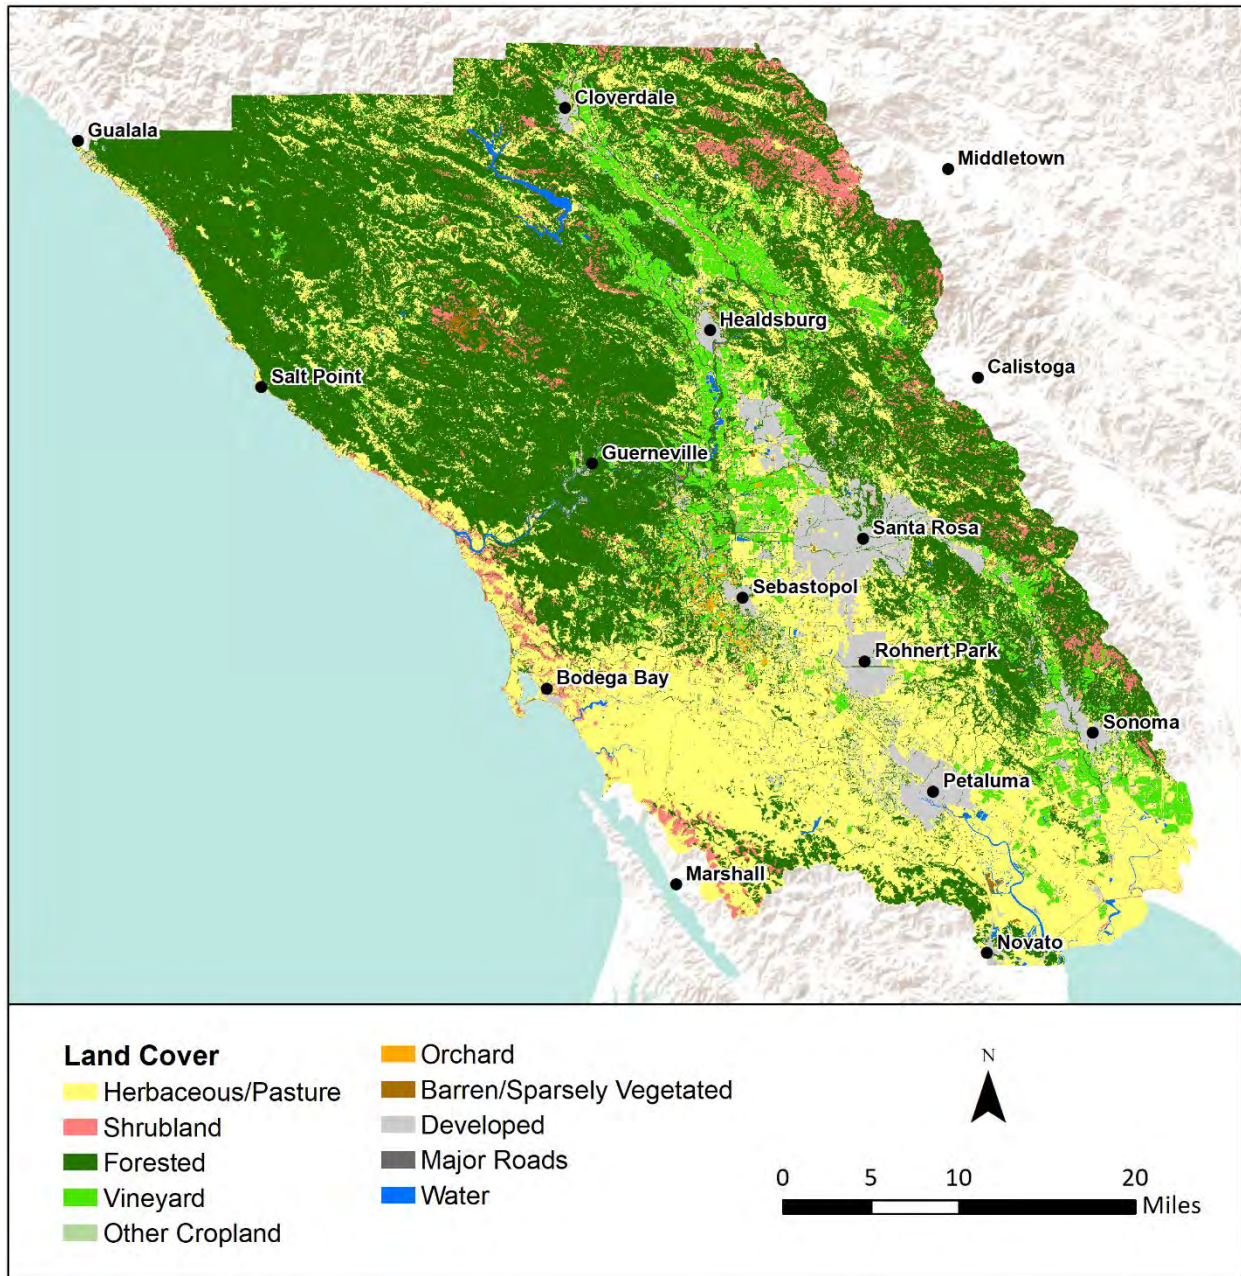 Cloverdale
Gualala
Middletown
Healdsburg
Calistoga
Salt Point
Guerneville
Santa Rosa
Sebastopol
Rohnert Park
Bodega Bay
Sonoma
Petaluma
Marshall
Novato
Land Cover
Herbaceous/Pasture
Shrubland
Forested
Vineyard
Other Cropland
Orchard
Barren/Sparsely Vegetated
Developed
Major Roads
Water
N
0 5 10 20
Miles